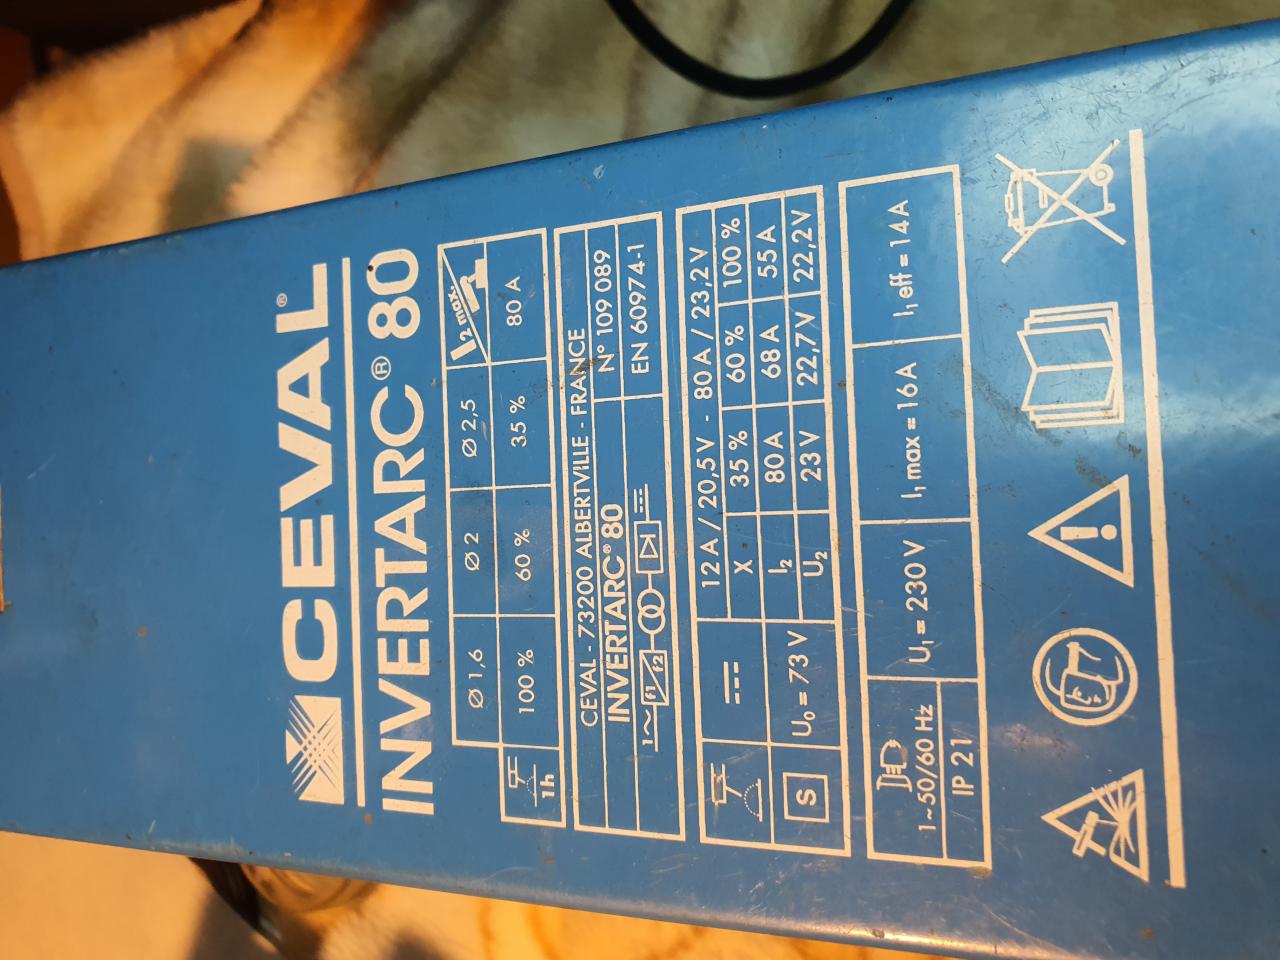 CEVAL®
INVERTARC® 80
1h
Ø 1,6 Ø 2 Ø 2,5 I2 max.
100 % 60 % 35 % 80 A
CEVAL - 73200 ALBERTVILLE - FRANCE
INVERTARC® 80 N° 109 089
1~ f1 f2 EN 60974-1
12 A / 20,5 V - 80 A / 23,2 V
X 35 % 60 % 100 %
S U₀ = 73 V I₂ 80 A 68 A 55 A
U₂ 23 V 22,7 V 22,2 V
1~50/60 Hz U₁ = 230 V I₁ max = 16 A I₁ eff = 14 A
IP 21